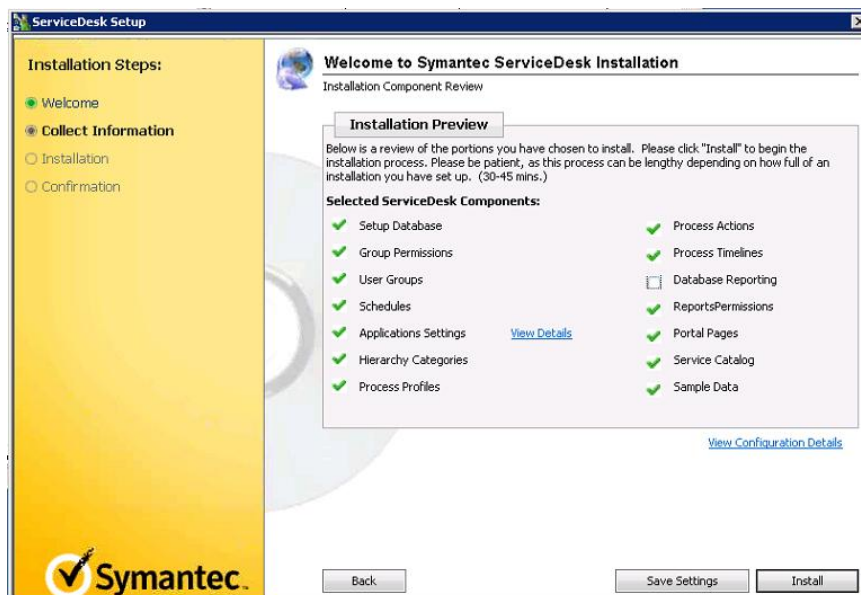 ServiceDesk Setup
Installation Steps:
Welcome
Collect Information
Installation
Confirmation
Welcome to Symantec ServiceDesk Installation
Installation Component Review
Installation Preview
Below is a review of the portions you have chosen to install. Please click "Install" to begin the
installation process. Please be patient, as this process can be lengthy depending on how full of an
installation you have set up. (30-45 mins.)
Selected ServiceDesk Components:
Setup Database
Group Permissions
User Groups
Schedules
Applications Settings View Details
Hierarchy Categories
Process Profiles
Process Actions
Process Timelines
Database Reporting
ReportsPermissions
Portal Pages
Service Catalog
Sample Data
View Configuration Details
Symantec.
Back
Save Settings
Install